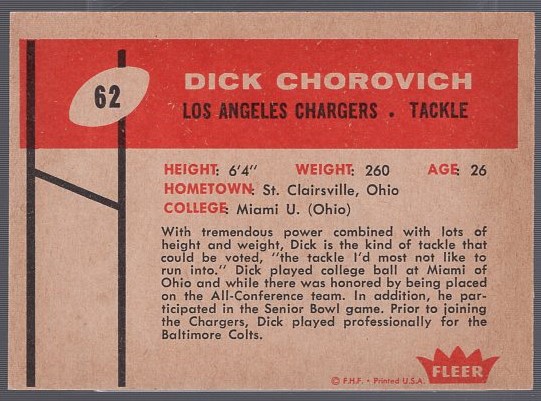 62
DICK CHOROVICH
LOS ANGELES CHARGERS . TACKLE
HEIGHT: 6'4" WEIGHT: 260 AGE: 26
HOMETOWN: St. Clairsville, Ohio
COLLEGE: Miami U. (Ohio)
With tremendous power combined with lots of
height and weight, Dick is the kind of tackle that
could be voted, "the tackle I'd most not like to
run into." Dick played college ball at Miami of
Ohio and while there was honored by being placed
on the All-Conference team. In addition, he par-
ticipated in the Senior Bowl game. Prior to joining
the Chargers, Dick played professionally for the
Baltimore Colts.
FLEER
© F.H.F. • Printed U.S.A.